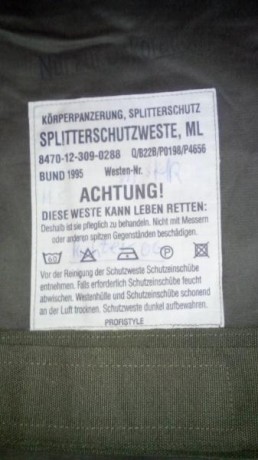 KÖRPERPANZERUNG, SPLITTERSCHUTZ
SPLITTERSCHUTZWESTE, ML
8470-12-309-0288 Q/B22B/P0198/P4656
BUND 1995 Westen-Nr.
ACHTUNG!
DIESE WESTE KANN LEBEN RETTEN:
Deshalb ist sie pfleglich zu behandeln. Nicht mit Messern
oder anderen spitzen Gegenständen beschädigen.
Vor der Reinigung der Schutzweste Schutzeinschübe
entnehmen. Falls erforderlich Schutzeinschübe feucht
abwischen. Westenhülle und Schutzeinschübe einzeln
an der Luft trocknen. Schutzweste dunkel aufbewahren.
PROFISTYLE